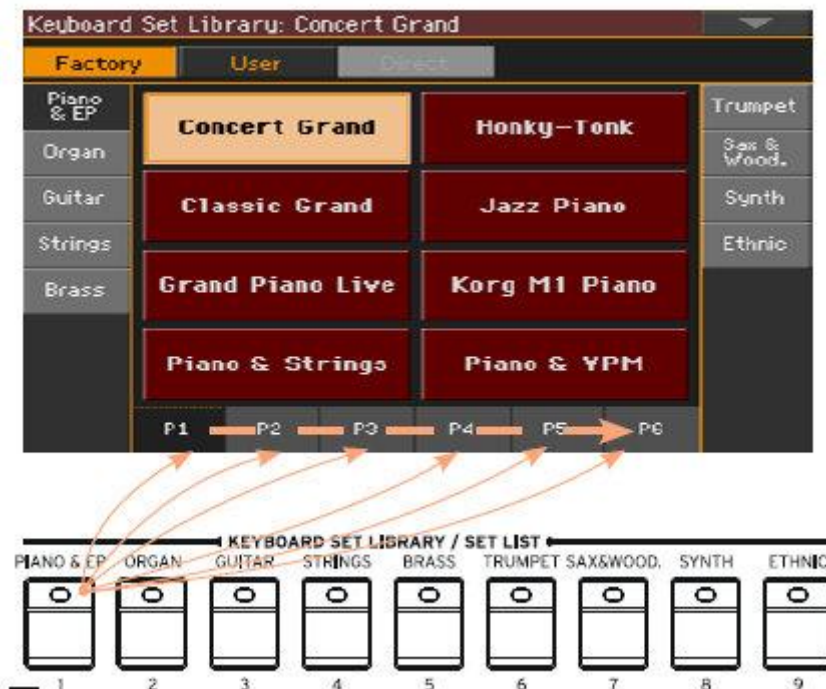 Keyboard Set Library: Concert Grand
Factory User Direct
Piano
& EP
Organ
Guitar
Strings
Brass
Concert Grand Honky-Tonk
Classic Grand Jazz Piano
Grand Piano Live Korg M1 Piano
Piano & Strings Piano & VPM
Trumpet
Sax &
Wood.
Synth
Ethnic
P1 P2 P3 P4 P5 P6
KEYBOARD SET LIBRARY / SET LIST
PIANO & EP ORGAN GUITAR STRINGS BRASS TRUMPET SAX&WOOD. SYNTH ETHNIC
1 2 3 4 5 6 7 8 9